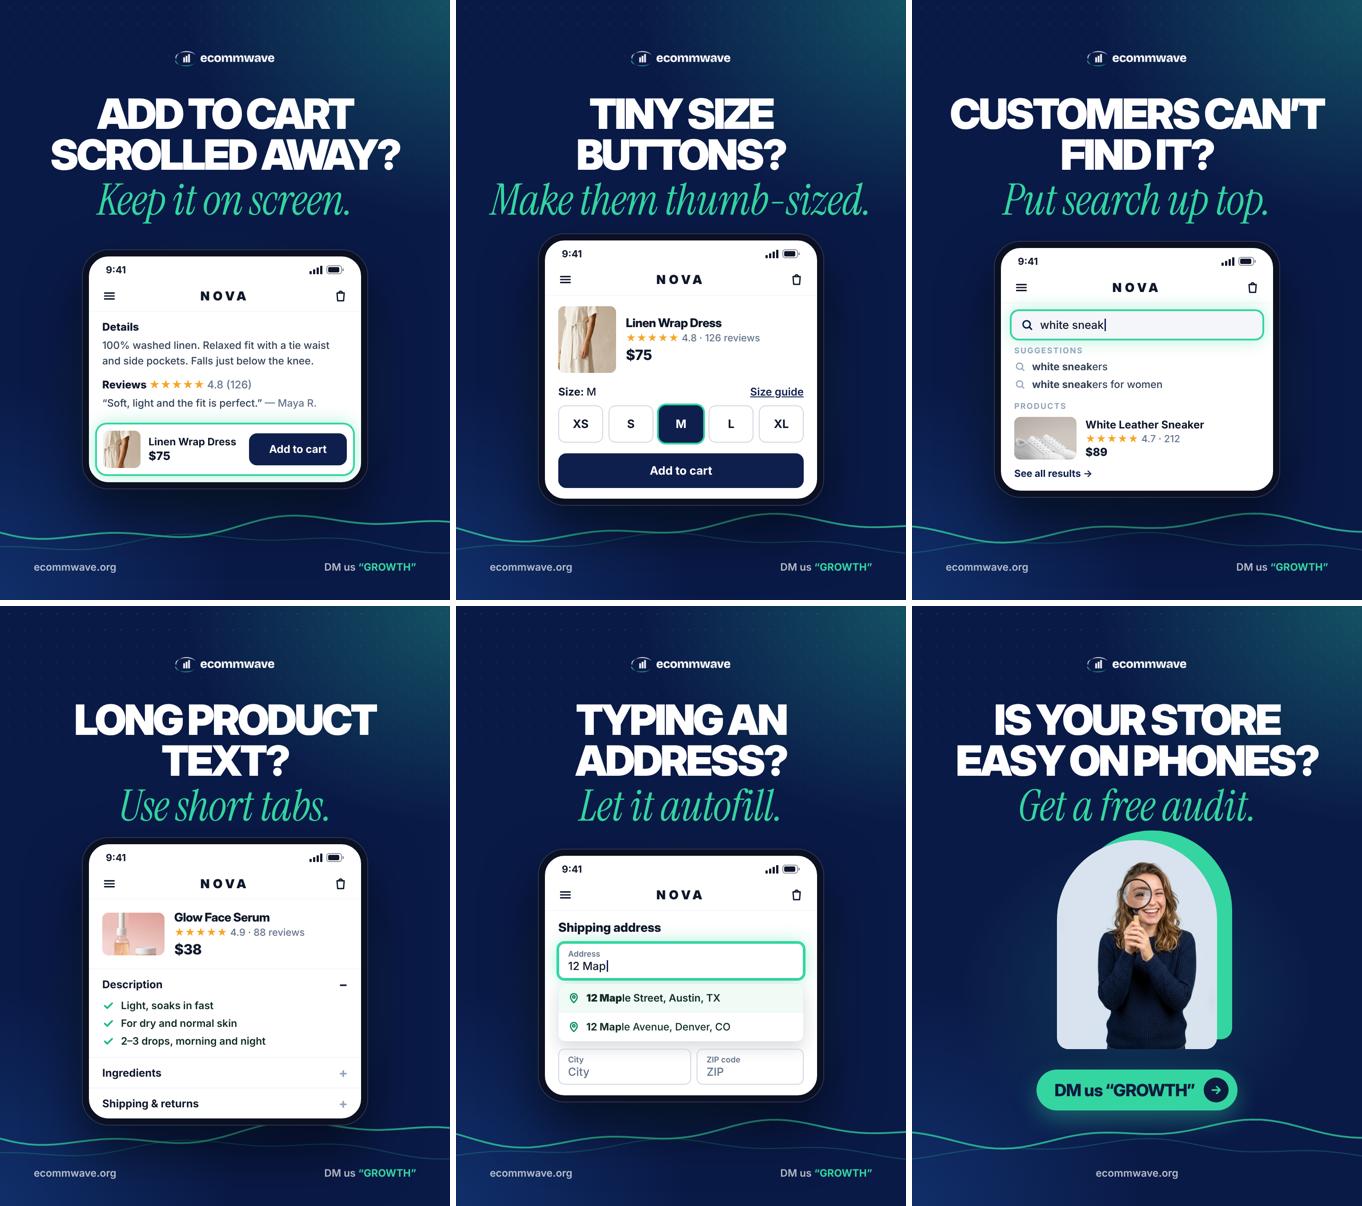 ecommwave
ADD TO CART
SCROLLED AWAY?
Keep it on screen.
9:41
NOVA
Details
100% washed linen. Relaxed fit with a tie waist
and side pockets. Falls just below the knee.
Reviews ★★★★★ 4.8 (126)
“Soft, light and the fit is perfect.” — Maya R.
Linen Wrap Dress
$75
Add to cart
ecommwave.org
DM us “GROWTH”
ecommwave
TINY SIZE
BUTTONS?
Make them thumb-sized.
9:41
NOVA
Linen Wrap Dress
★★★★★ 4.8 · 126 reviews
$75
Size: M
Size guide
XS S M L XL
Add to cart
ecommwave.org
DM us “GROWTH”
ecommwave
CUSTOMERS CAN'T
FIND IT?
Put search up top.
9:41
NOVA
white sneak
SUGGESTIONS
white sneakers
white sneakers for women
PRODUCTS
White Leather Sneaker
★★★★★ 4.7 · 212
$89
See all results →
ecommwave.org
DM us “GROWTH”
ecommwave
LONG PRODUCT
TEXT?
Use short tabs.
9:41
NOVA
Glow Face Serum
★★★★★ 4.9 · 88 reviews
$38
Description −
Light, soaks in fast
For dry and normal skin
2–3 drops, morning and night
Ingredients +
Shipping & returns +
ecommwave.org
DM us “GROWTH”
ecommwave
TYPING AN
ADDRESS?
Let it autofill.
9:41
NOVA
Shipping address
Address
12 Map
12 Maple Street, Austin, TX
12 Maple Avenue, Denver, CO
City
City
ZIP code
ZIP
ecommwave.org
DM us “GROWTH”
ecommwave
IS YOUR STORE
EASY ON PHONES?
Get a free audit.
DM us “GROWTH” →
ecommwave.org